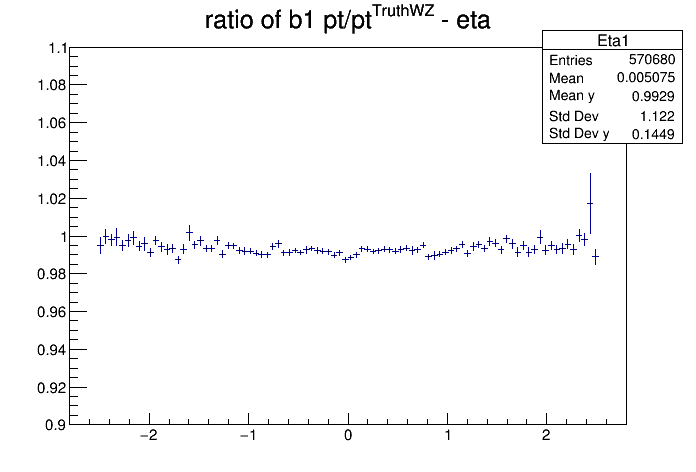 ratio of b1 pt/pt^TruthWZ - eta
Eta1
Entries 570680
Mean 0.005075
Mean y 0.9929
Std Dev 1.122
Std Dev y 0.1449
1.1
1.08
1.06
1.04
1.02
1
0.98
0.96
0.94
0.92
0.9
−2 −1 0 1 2